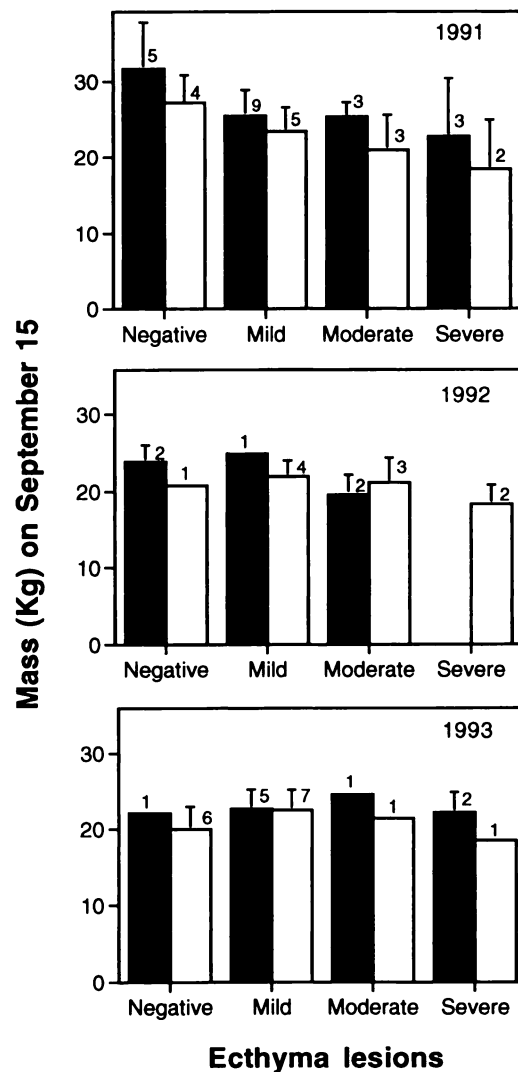 1991
30
20
10
0
5 4 9 5 3 3 3 2
Negative Mild Moderate Severe
Mass (Kg) on September 15
1992
30
20
10
0
2 1 1 4 2 3 2
Negative Mild Moderate Severe
1993
30
20
10
0
1 6 5 7 1 1 2 1
Negative Mild Moderate Severe
Ecthyma lesions